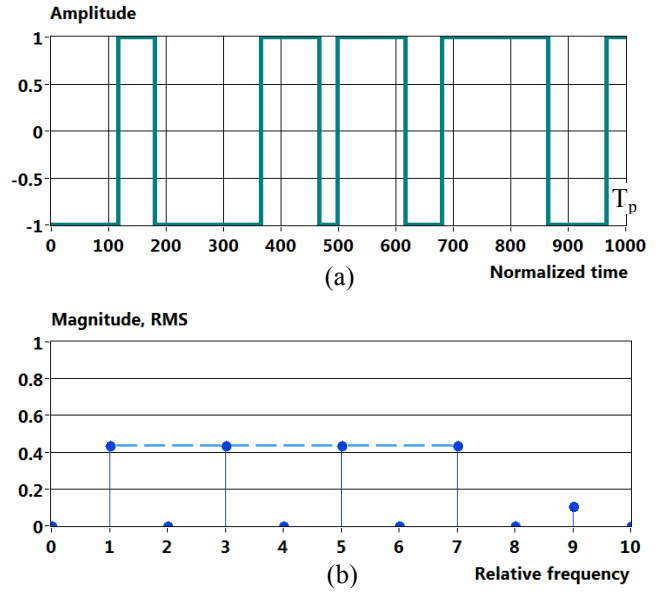 Amplitude
1
0.5
0
-0.5
-1
T_p
0 100 200 300 400 500 600 700 800 900 1000
(a)
Normalized time
Magnitude, RMS
1
0.8
0.6
0.4
0.2
0
0 1 2 3 4 5 6 7 8 9 10
(b)
Relative frequency